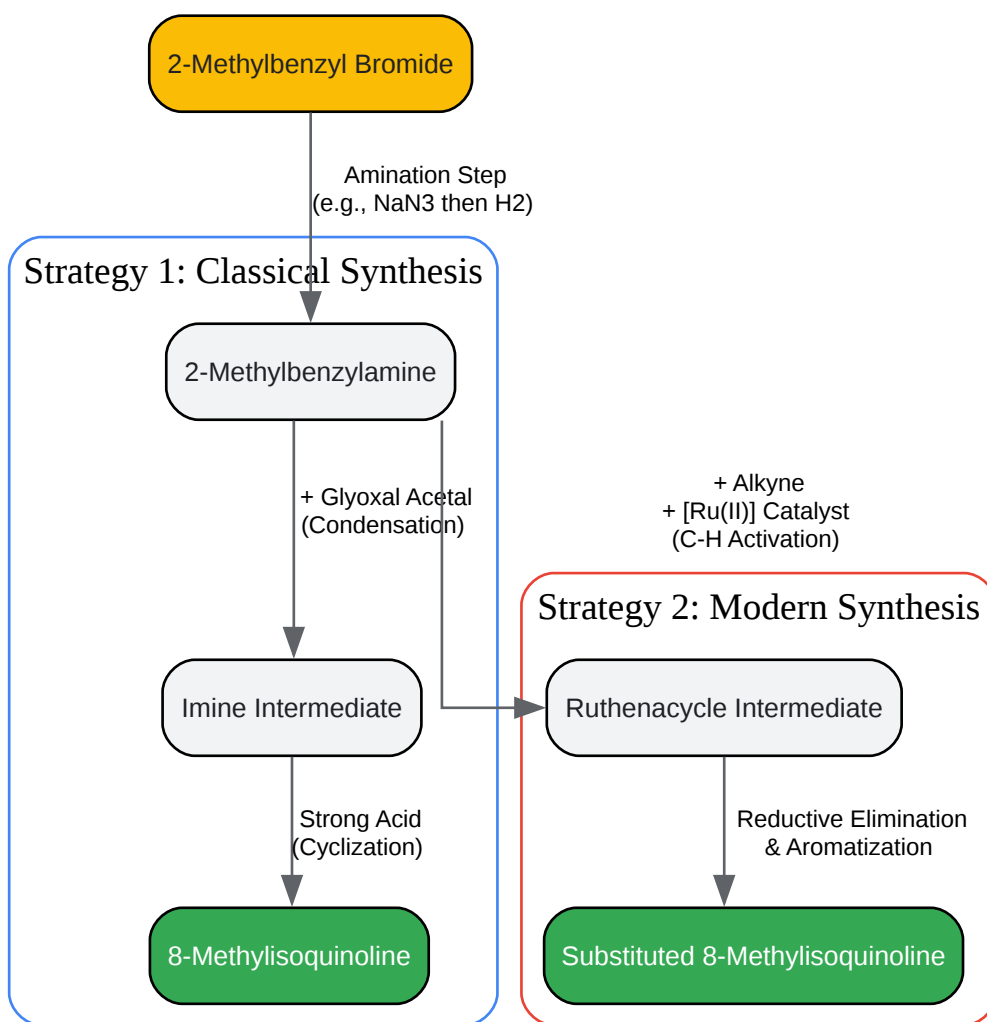 2-Methylbenzyl Bromide
Amination Step
(e.g., NaN3 then H2)
Strategy 1: Classical Synthesis
2-Methylbenzylamine
+ Glyoxal Acetal
(Condensation)
+ Alkyne
+ [Ru(II)] Catalyst
(C-H Activation)
Strategy 2: Modern Synthesis
Imine Intermediate
Ruthenacycle Intermediate
Strong Acid
(Cyclization)
Reductive Elimination
& Aromatization
8-Methylisoquinoline
Substituted 8-Methylisoquinoline